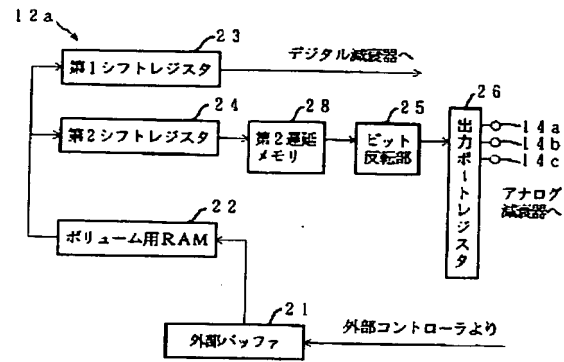 12a
23
第1シフトレジスタ
デジタル減衰器へ
24
第2シフトレジスタ
28
第2遅延
メモリ
25
ビット
反転部
26
出力ポートレジスタ
14a
14b
14c
アナログ
減衰器へ
22
ボリューム用RAM
21
外部バッファ
外部コントローラより